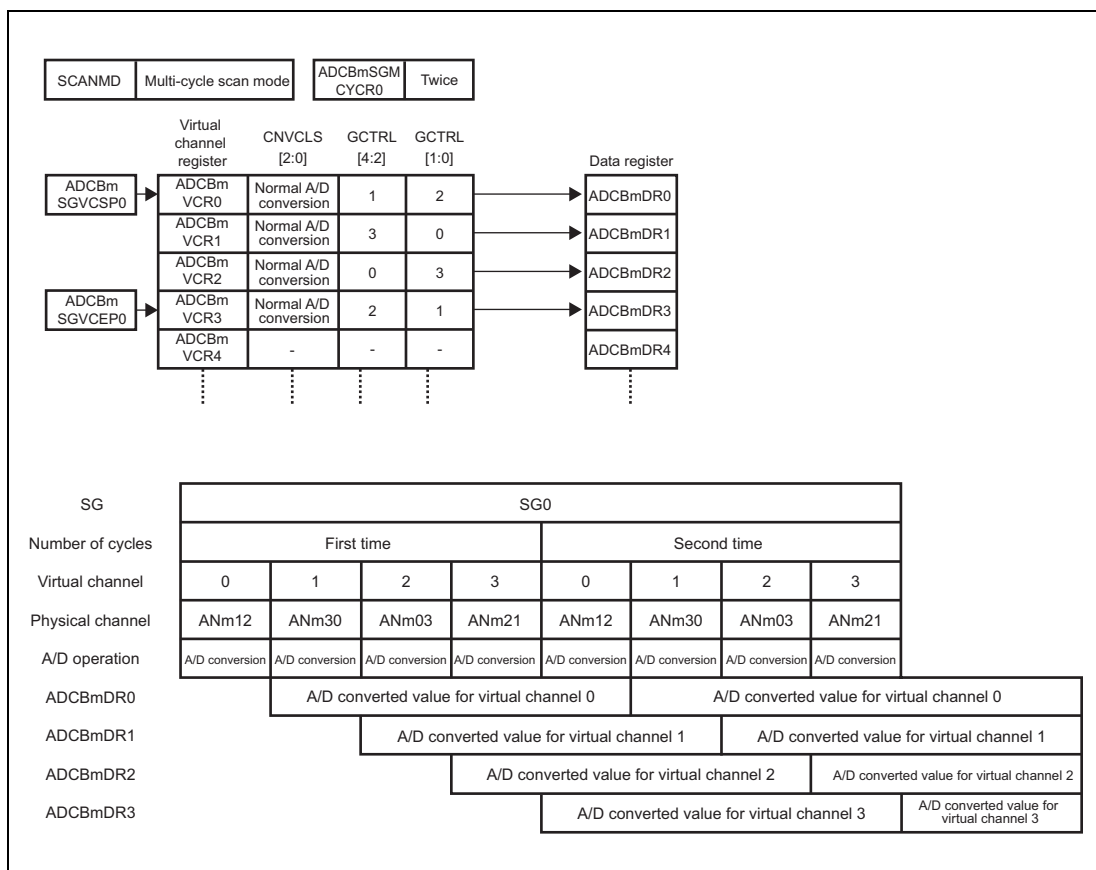 SCANMD Multi-cycle scan mode ADCBmSGM CYCR0 Twice
Virtual channel register CNVCLS [2:0] GCTRL [4:2] GCTRL [1:0] Data register
ADCBm SGVCSP0 ADCBm VCR0 Normal A/D conversion 1 2 ADCBmDR0
ADCBm VCR1 Normal A/D conversion 3 0 ADCBmDR1
ADCBm VCR2 Normal A/D conversion 0 3 ADCBmDR2
ADCBm SGVCEP0 ADCBm VCR3 Normal A/D conversion 2 1 ADCBmDR3
ADCBm VCR4 - - - ADCBmDR4
SG SG0
Number of cycles First time Second time
Virtual channel 0 1 2 3 0 1 2 3
Physical channel ANm12 ANm30 ANm03 ANm21 ANm12 ANm30 ANm03 ANm21
A/D operation A/D conversion A/D conversion A/D conversion A/D conversion A/D conversion A/D conversion A/D conversion A/D conversion
ADCBmDR0 A/D converted value for virtual channel 0 A/D converted value for virtual channel 0
ADCBmDR1 A/D converted value for virtual channel 1 A/D converted value for virtual channel 1
ADCBmDR2 A/D converted value for virtual channel 2 A/D converted value for virtual channel 2
ADCBmDR3 A/D converted value for virtual channel 3 A/D converted value for virtual channel 3